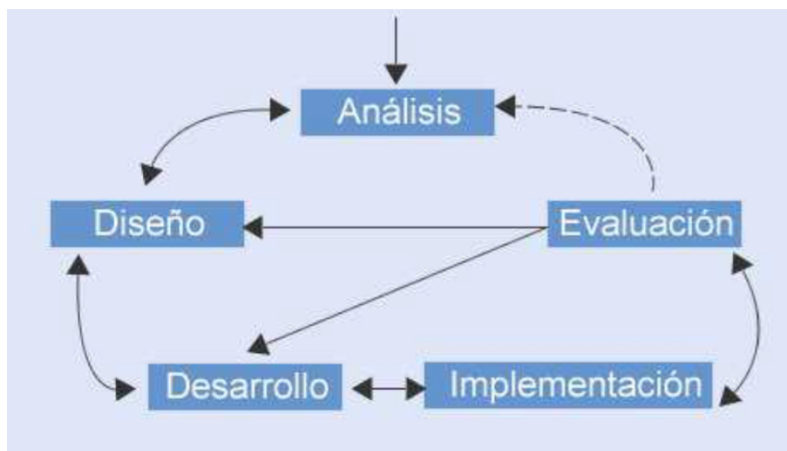 Análisis
Diseño
Evaluación
Desarrollo
Implementación